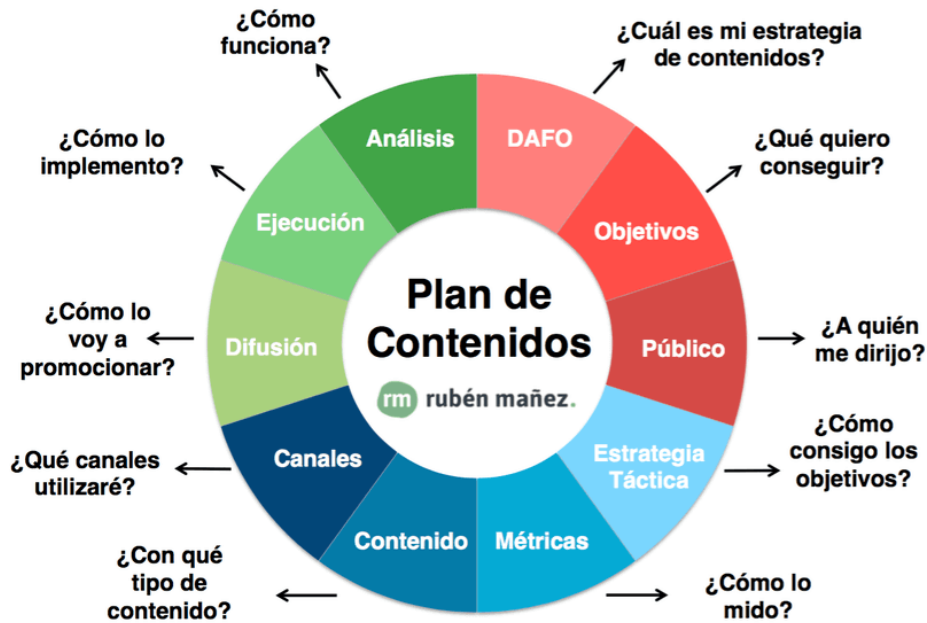 ¿Cómo
funciona?
¿Cuál es mi estrategia
de contenidos?
Análisis
DAFO
¿Cómo lo
implemento?
¿Qué quiero
conseguir?
Ejecución
Objetivos
Plan de
Contenidos
rm rubén mañez.
¿Cómo lo
voy a
promocionar?
Difusión
Público
¿A quién
me dirijo?
¿Qué canales
utilizaré?
Canales
Estrategia
Táctica
¿Cómo
consigo los
objetivos?
Contenido
Métricas
¿Con qué
tipo de
contenido?
¿Cómo lo
mido?